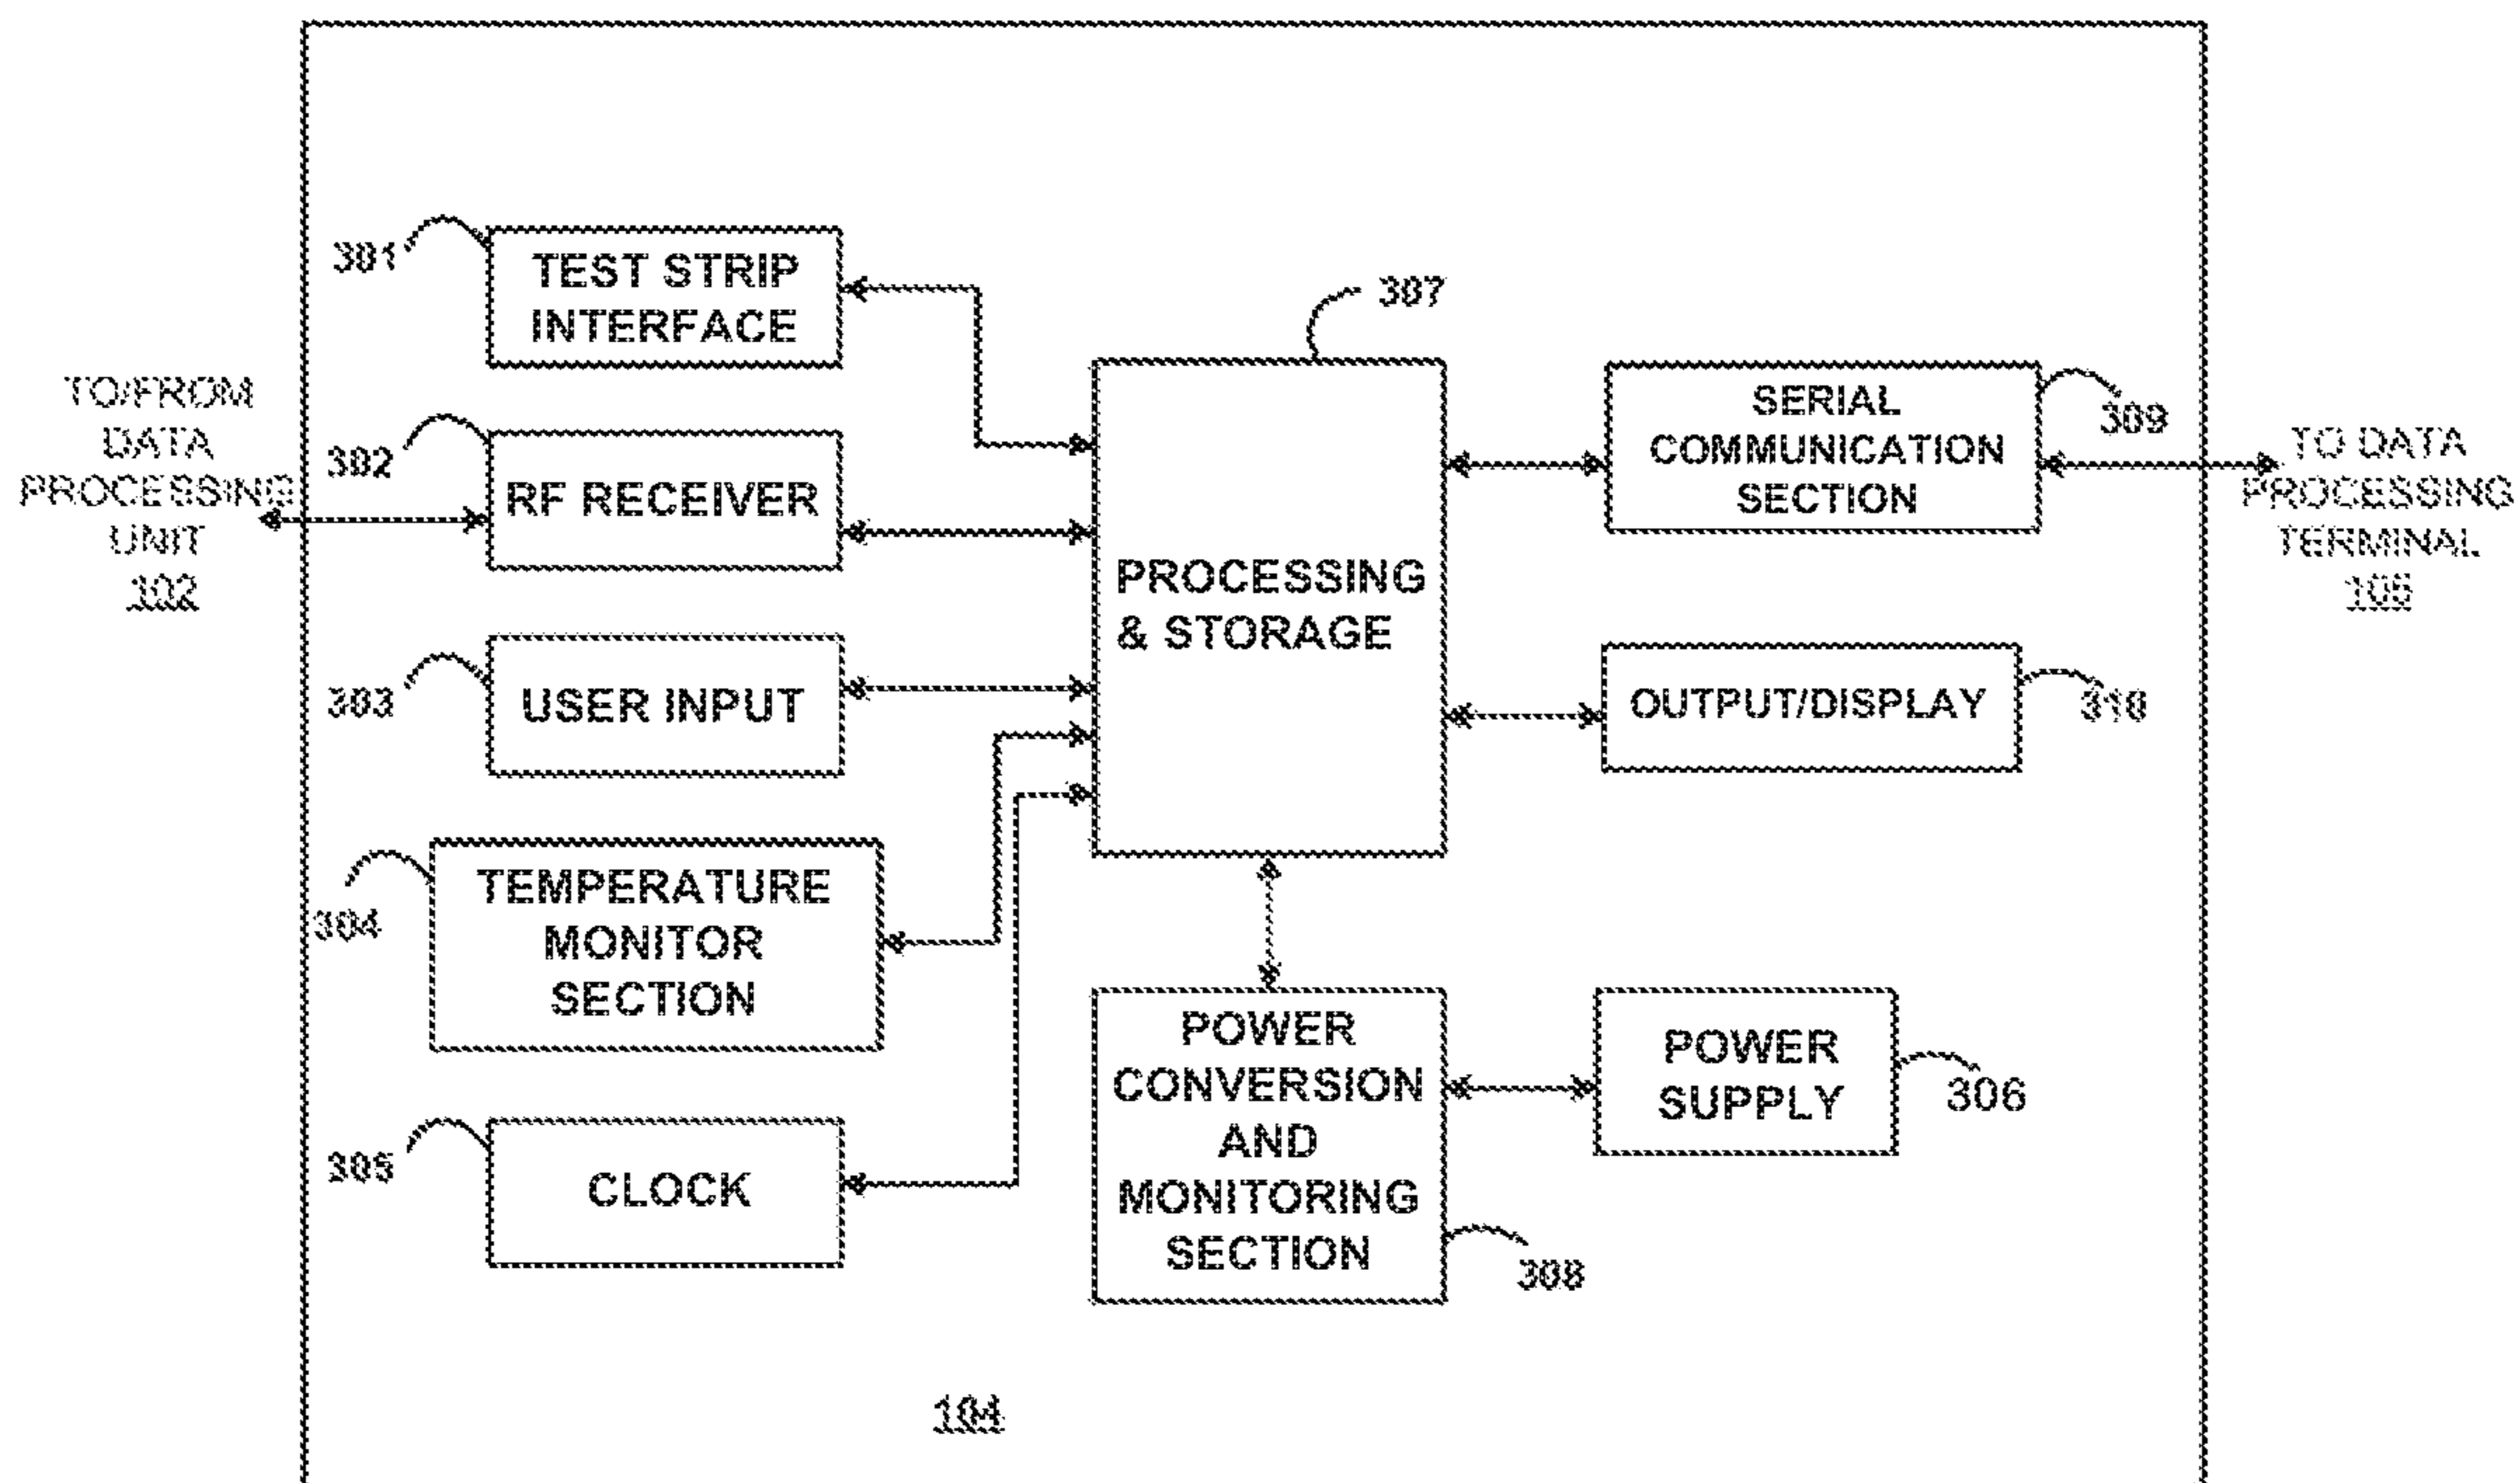 301
TEST STRIP
INTERFACE
307
TO/FROM
DATA
PROCESSING
UNIT
102
302
RF RECEIVER
PROCESSING
& STORAGE
SERIAL
COMMUNICATION
SECTION
309
TO DATA
PROCESSING
TERMINAL
105
303
USER INPUT
OUTPUT/DISPLAY
310
304
TEMPERATURE
MONITOR
SECTION
POWER
CONVERSION
AND
MONITORING
SECTION
308
POWER
SUPPLY
306
305
CLOCK
104